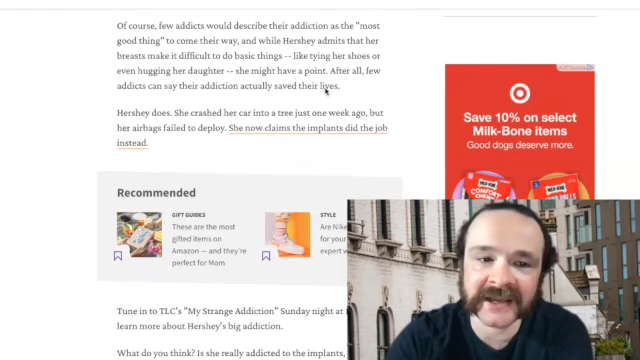 Of course, few addicts would describe their addiction as the "most
good thing" to come their way, and while Hershey admits that her
breasts make it difficult to do basic things -- like tying her shoes or
even hugging her daughter -- she might have a point. After all, few
addicts can say their addiction actually saved their lives.
Hershey does. She crashed her car into a tree just one week ago, but
her airbags failed to deploy. She now claims the implants did the job
instead.
Recommended
GIFT GUIDES
These are the most
gifted items on
Amazon — and they're
perfect for Mom
STYLE
Are Nike
for your
expert w
Tune in to TLC's "My Strange Addiction" Sunday night at
learn more about Hershey's big addiction.
What do you think? Is she really addicted to the implants,
Save 10% on select
Milk-Bone items
Good dogs deserve more.
MILK-BONE
MILK-BONE
COMFORT